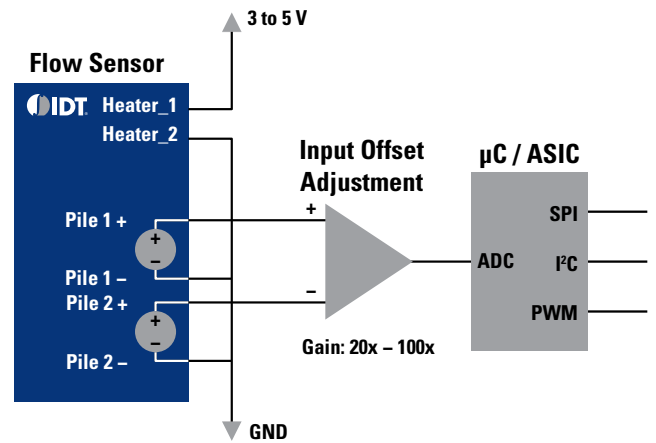 3 to 5 V
Flow Sensor
IDT
Heater_1
Heater_2
Input Offset
Adjustment
µC / ASIC
Pile 1 +
+
−
Pile 1 −
Pile 2 +
+
−
Pile 2 −
+
−
Gain: 20x – 100x
ADC
SPI
I²C
PWM
GND